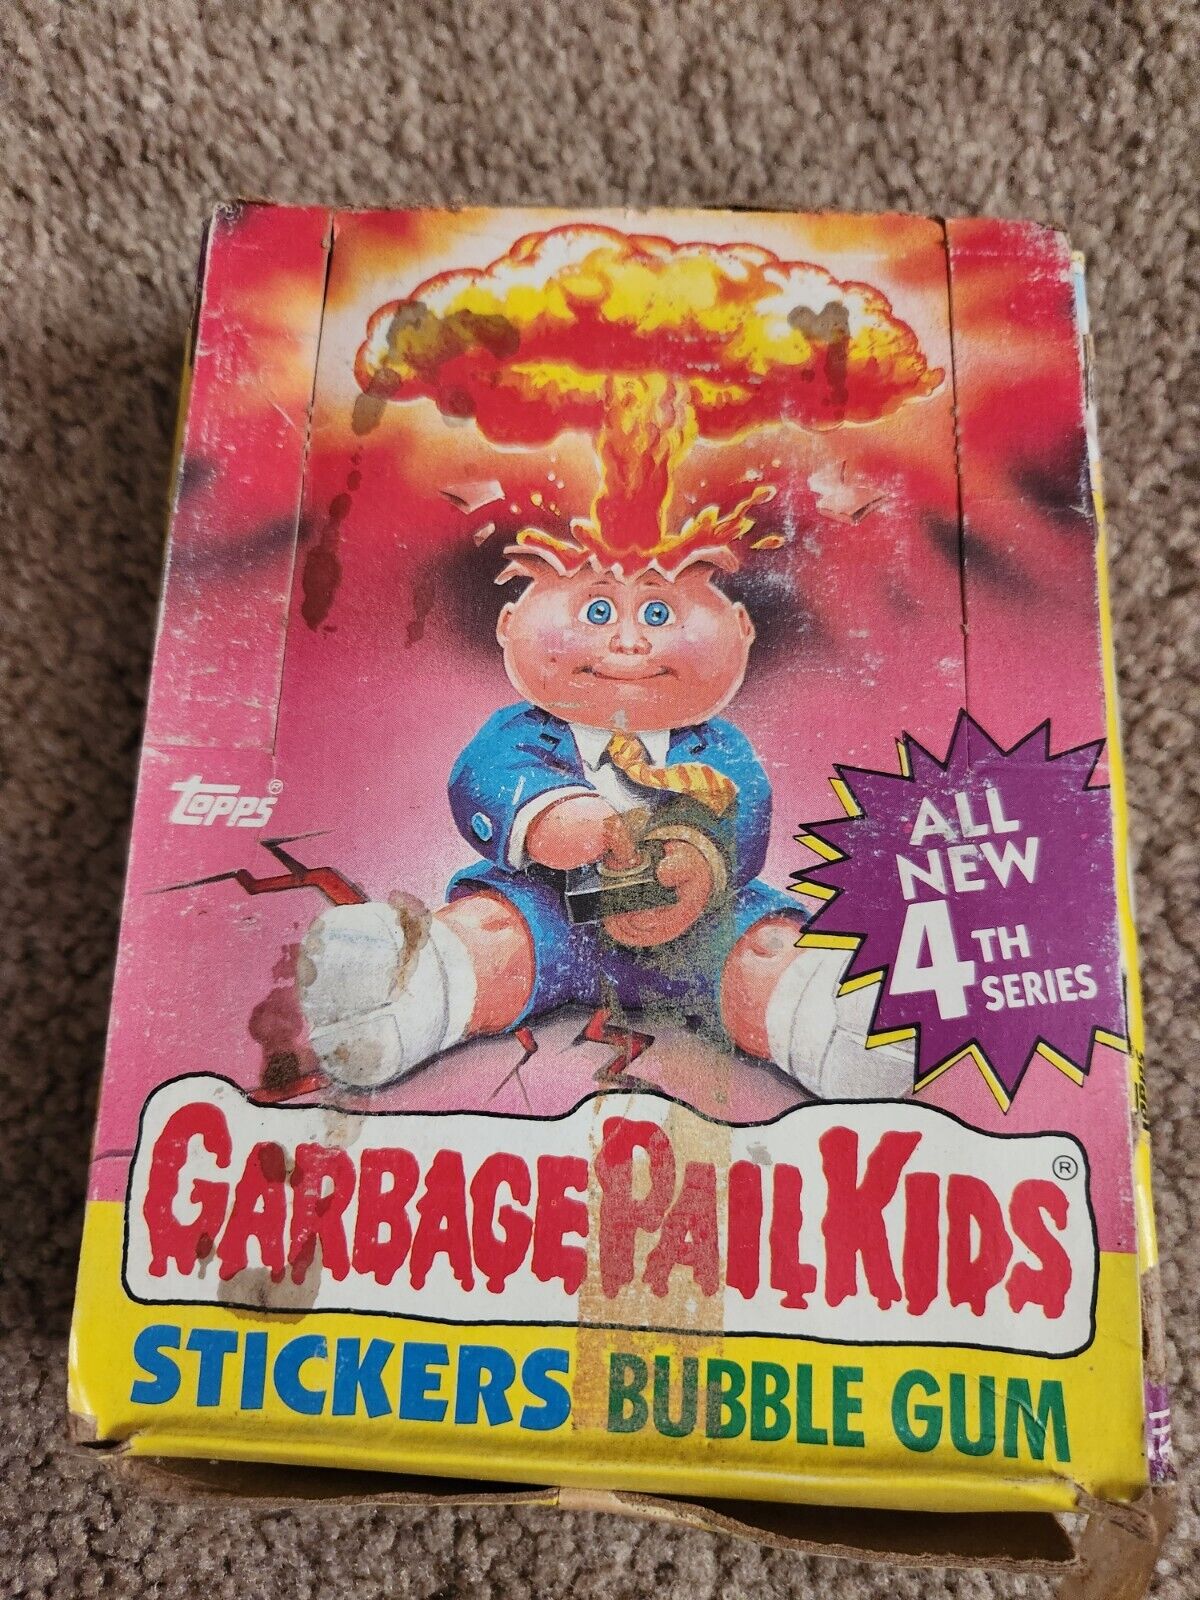 topps®
ALL
NEW
4TH
SERIES
GARBAGE PAIL KIDS®
STICKERS BUBBLE GUM